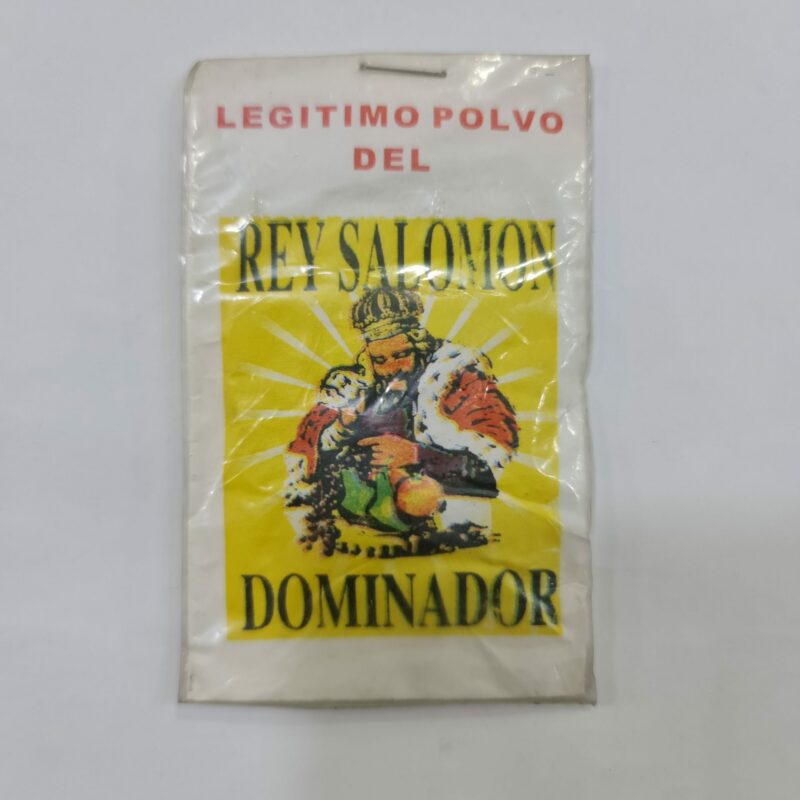 LEGITIMO POLVO
DEL
REY SALOMON
DOMINADOR